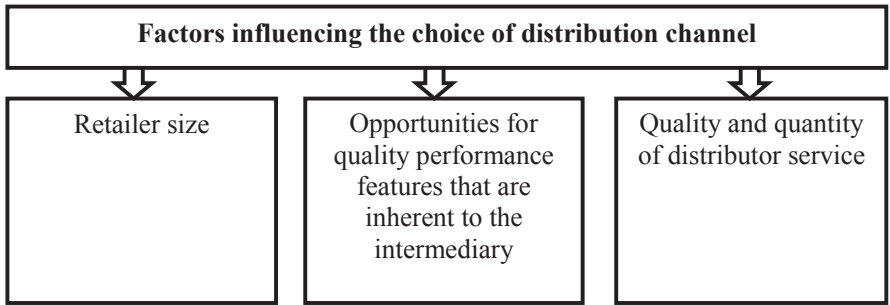 Factors influencing the choice of distribution channel
Retailer size
Opportunities for
quality performance
features that are
inherent to the
intermediary
Quality and quantity
of distributor service